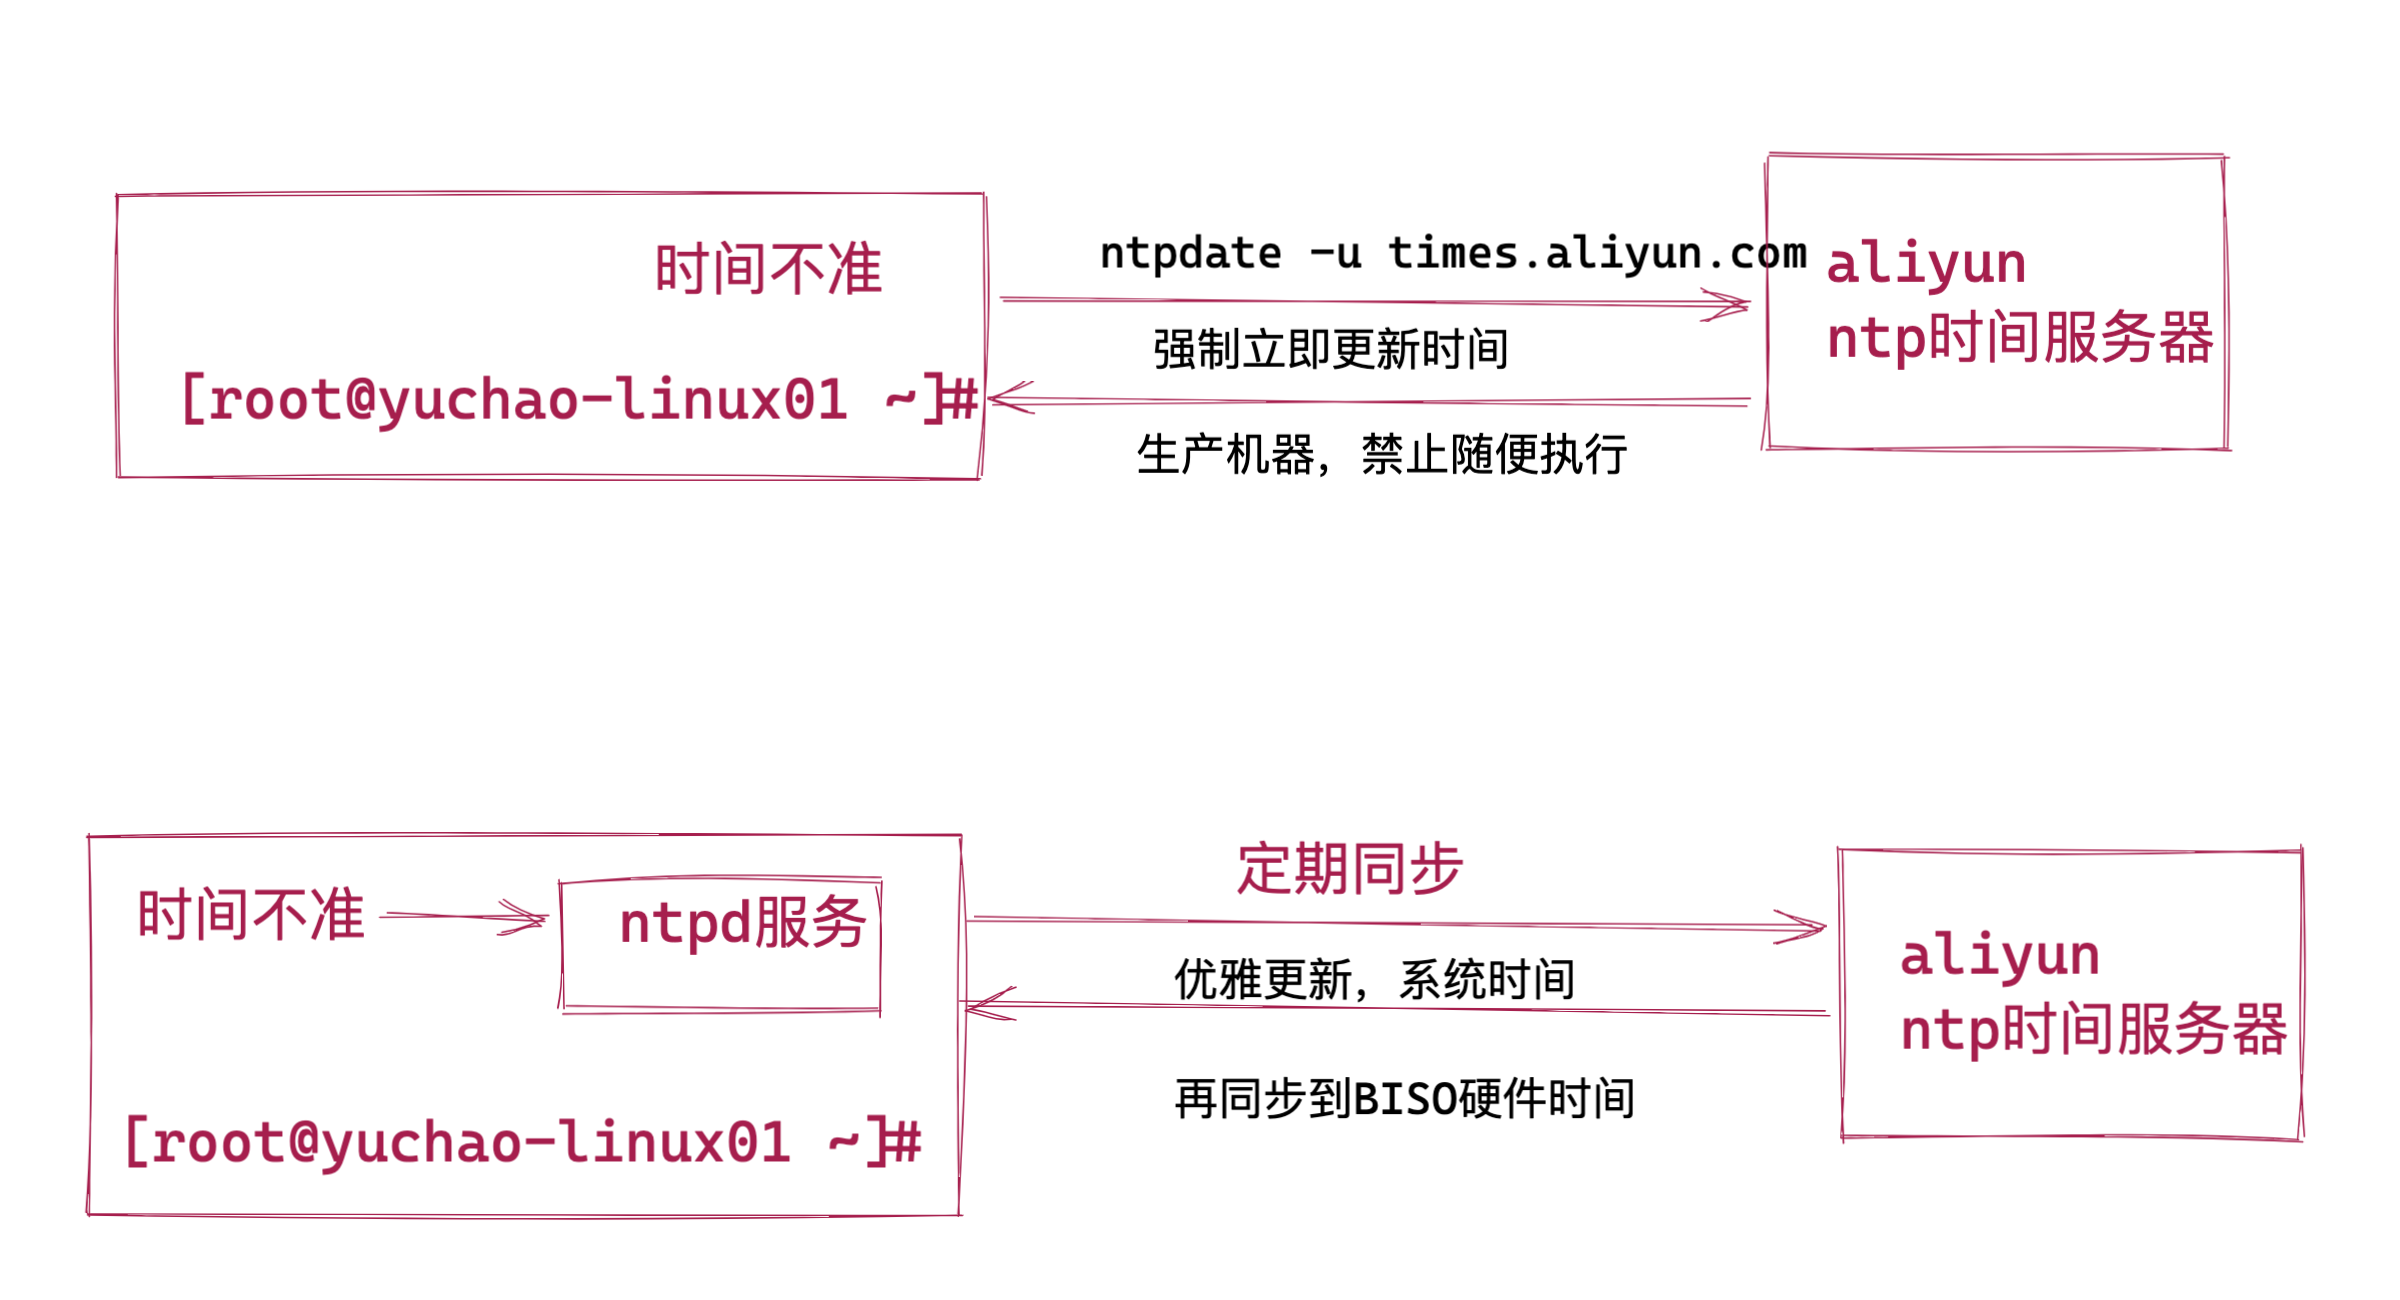 时间不准
[root@yuchao-linux01 ~]#
ntpdate -u times.aliyun.com
强制立即更新时间
生产机器，禁止随便执行
aliyun
ntp时间服务器
时间不准
ntpd服务
[root@yuchao-linux01 ~]#
定期同步
优雅更新，系统时间
再同步到BISO硬件时间
aliyun
ntp时间服务器